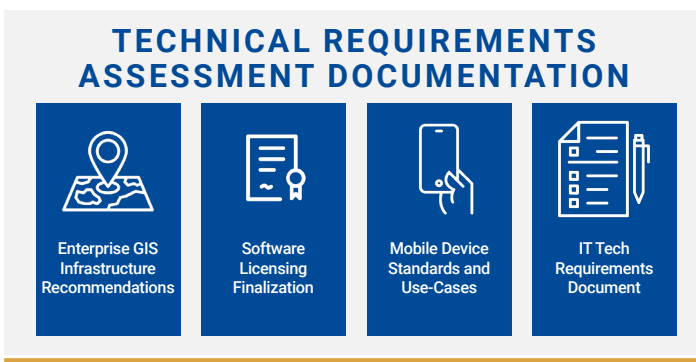 TECHNICAL REQUIREMENTS
ASSESSMENT DOCUMENTATION
Enterprise GIS
Infrastructure
Recommendations
Software
Licensing
Finalization
Mobile Device
Standards and
Use-Cases
IT Tech
Requirements
Document